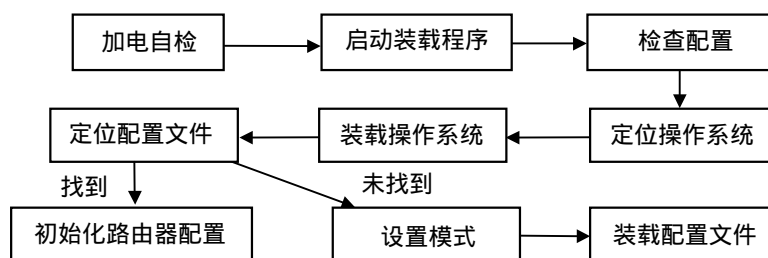 加电自检
启动装载程序
检查配置
定位配置文件
装载操作系统
定位操作系统
找到
未找到
初始化路由器配置
设置模式
装载配置文件